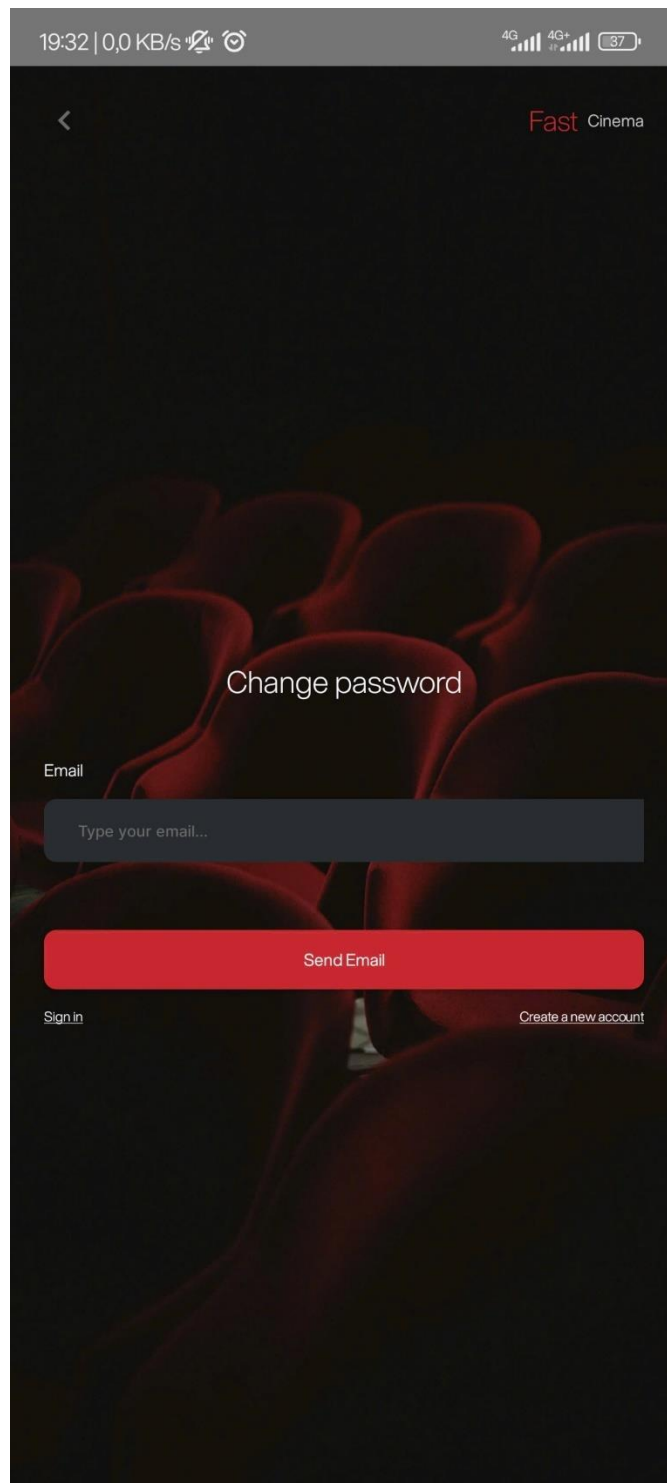 19:32 | 0,0 KB/s
4G 4G+ 37
Fast Cinema
Change password
Email
Type your email...
Send Email
Sign in
Create a new account